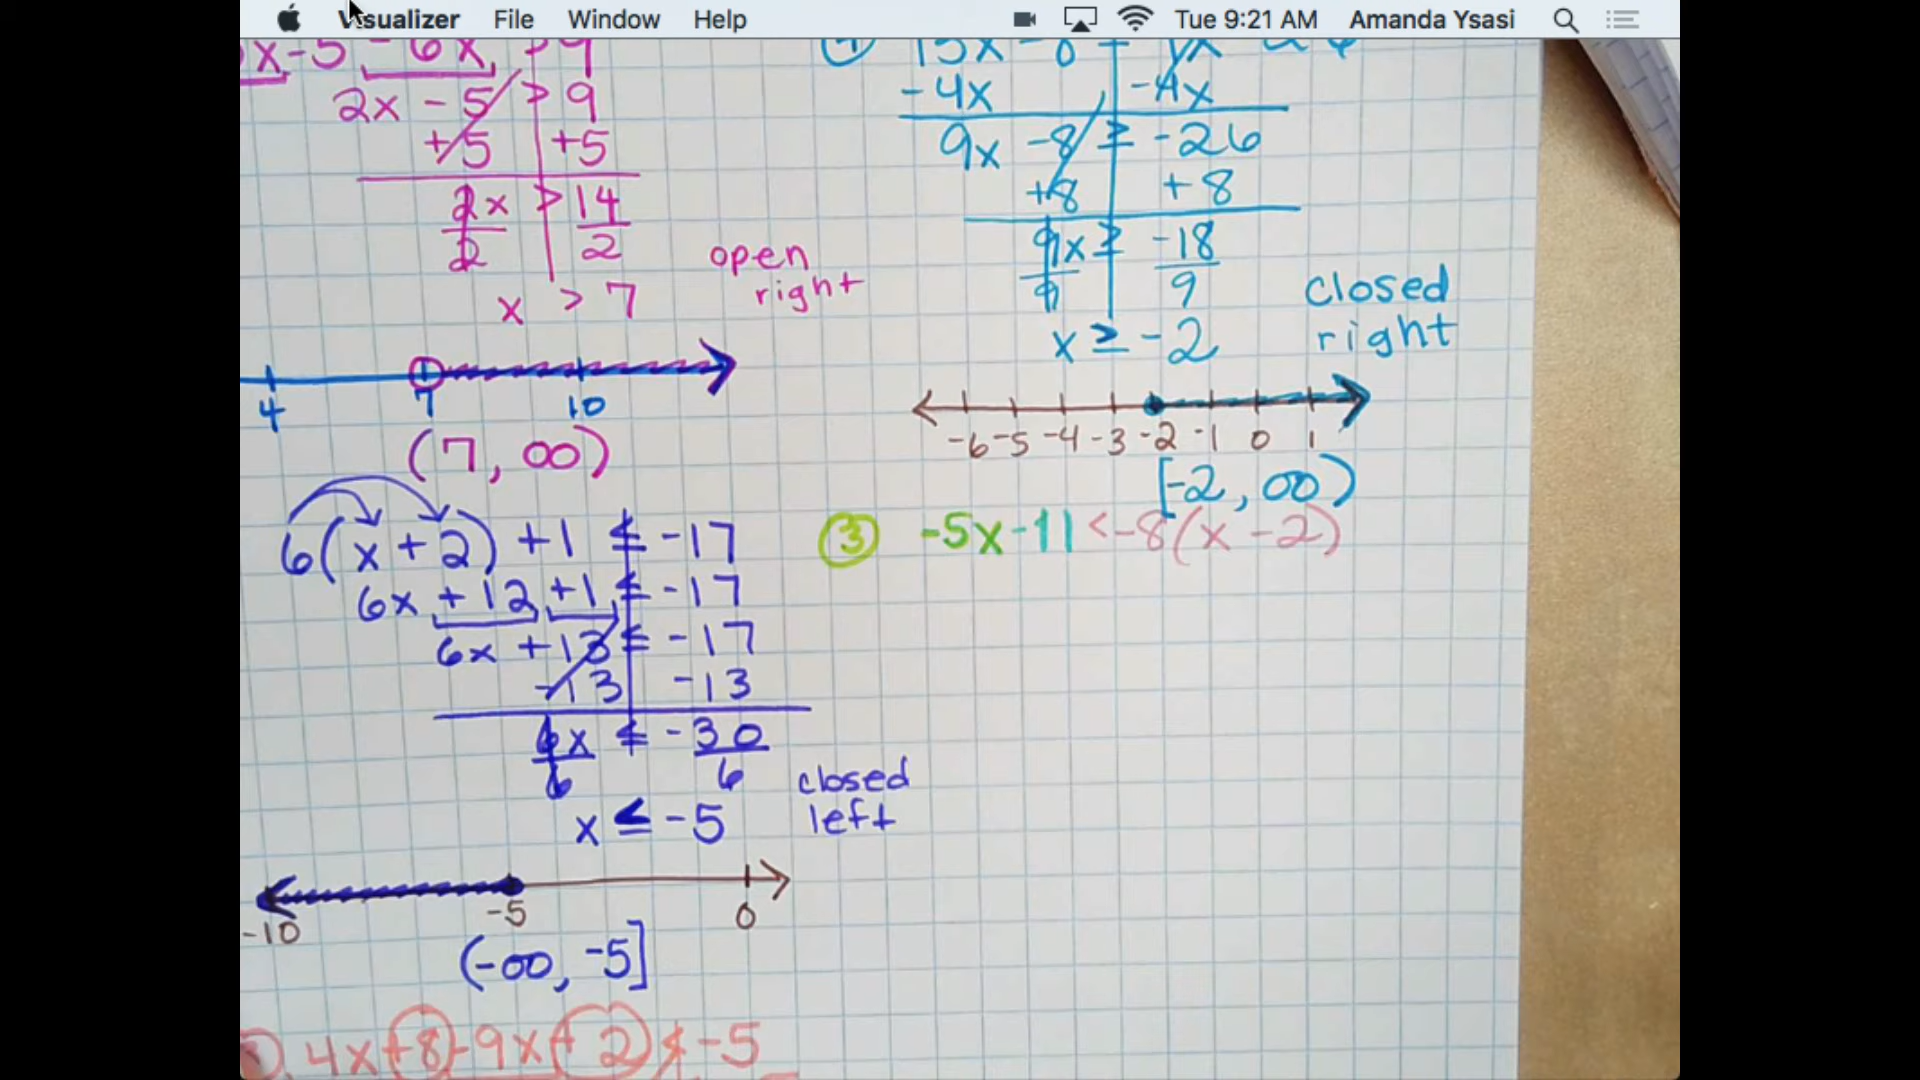 Visualizer File Window Help Tue 9:21 AM Amanda Ysasi
x-5 - 6x > 9
2x - 5 > 9
+5 +5
2x > 14
2 2
x > 7
open
right
4 7 10
(7, ∞)
6(x + 2) + 1 ≤ -17
6x + 12 + 1 ≤ -17
6x + 13 ≤ -17
-13 -13
6x ≤ -30
6 6
x ≤ -5
closed
left
-10 -5 0
(-∞, -5]
4x+8-9x+2 ≤ -5
-4x -4x
9x -8 ≥ -26
+8 +8
9x ≥ -18
9 9
x ≥ -2
closed
right
-6 -5 -4 -3 -2 -1 0 1
[-2, ∞)
3 -5x-11 <-8(x -2)